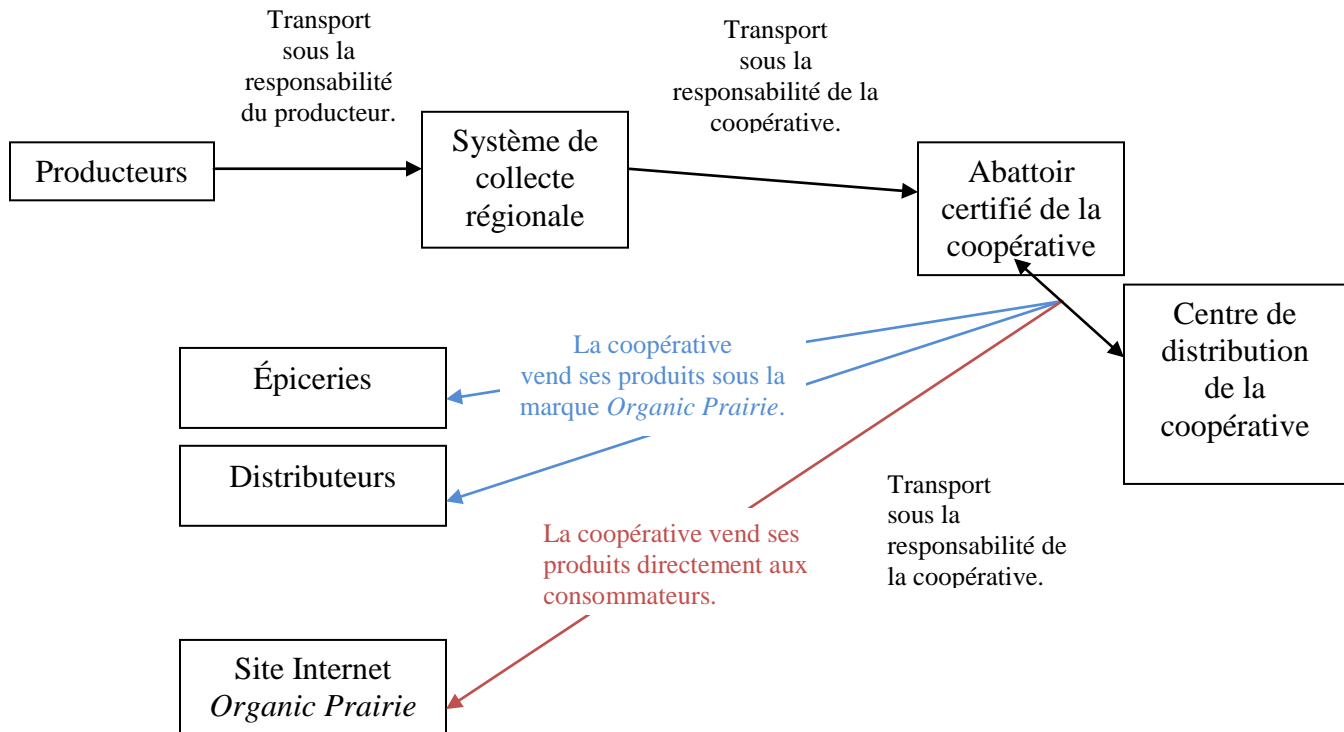 Transport
sous la
responsabilité
du producteur.
Transport
sous la
responsabilité de la
coopérative.
Producteurs
Système de
collecte
régionale
Abattoir
certifié de la
coopérative
Centre de
distribution
de la
coopérative
La coopérative
vend ses produits sous la
marque Organic Prairie.
Épiceries
Distributeurs
Transport
sous la
responsabilité de
la coopérative.
La coopérative vend ses
produits directement aux
consommateurs.
Site Internet
Organic Prairie